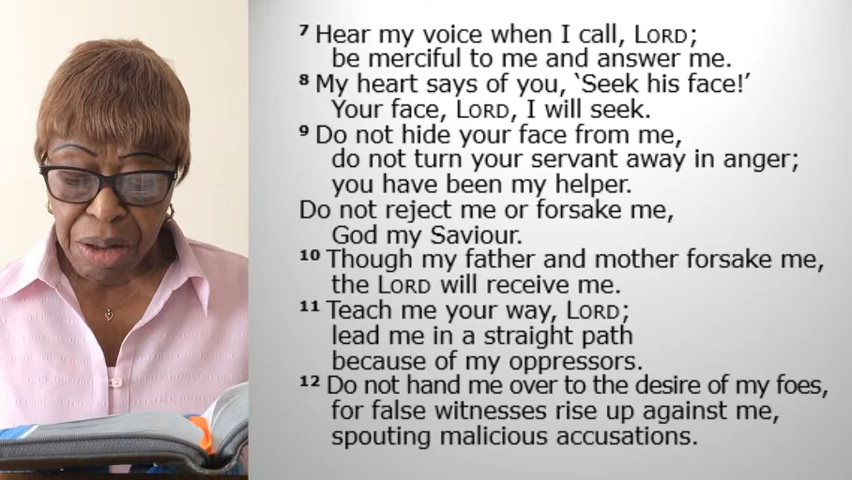 7 Hear my voice when I call, LORD;
be merciful to me and answer me.
8 My heart says of you, ‘Seek his face!’
Your face, LORD, I will seek.
9 Do not hide your face from me,
do not turn your servant away in anger;
you have been my helper.
Do not reject me or forsake me,
God my Saviour.
10 Though my father and mother forsake me,
the LORD will receive me.
11 Teach me your way, LORD;
lead me in a straight path
because of my oppressors.
12 Do not hand me over to the desire of my foes,
for false witnesses rise up against me,
spouting malicious accusations.